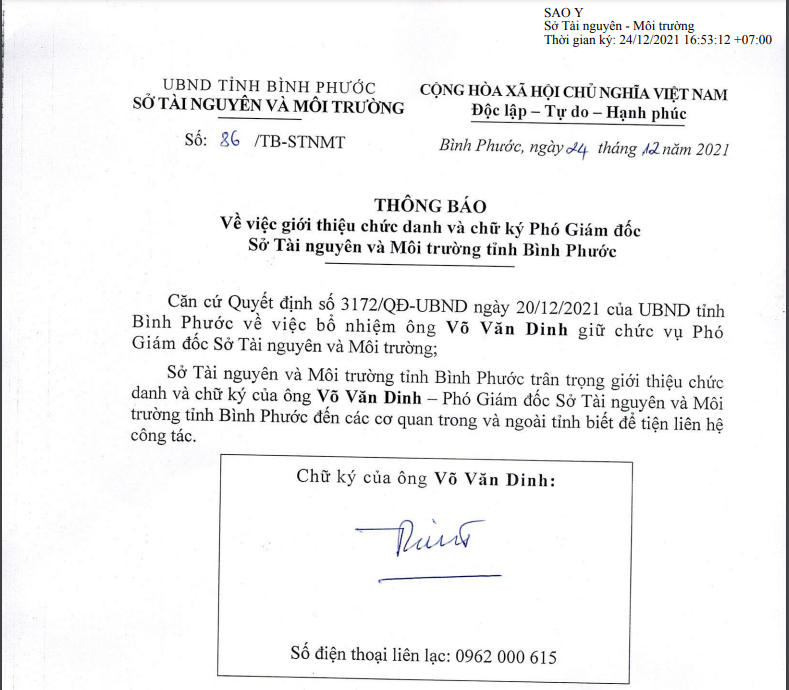 SAO Y
Sở Tài nguyên - Môi trường
Thời gian ký: 24/12/2021 16:53:12 +07:00
UBND TỈNH BÌNH PHƯỚC
SỞ TÀI NGUYÊN VÀ MÔI TRƯỜNG
CỘNG HÒA XÃ HỘI CHỦ NGHĨA VIỆT NAM
Độc lập – Tự do – Hạnh phúc
Số: 86 /TB-STNMT
Bình Phước, ngày 24 tháng 12 năm 2021
THÔNG BÁO
Về việc giới thiệu chức danh và chữ ký Phó Giám đốc
Sở Tài nguyên và Môi trường tỉnh Bình Phước
Căn cứ Quyết định số 3172/QĐ-UBND ngày 20/12/2021 của UBND tỉnh
Bình Phước về việc bổ nhiệm ông Võ Văn Dinh giữ chức vụ Phó
Giám đốc Sở Tài nguyên và Môi trường;
Sở Tài nguyên và Môi trường tỉnh Bình Phước trân trọng giới thiệu chức
danh và chữ ký của ông Võ Văn Dinh – Phó Giám đốc Sở Tài nguyên và Môi
trường tỉnh Bình Phước đến các cơ quan trong và ngoài tỉnh biết để tiện liên hệ
công tác.
Chữ ký của ông Võ Văn Dinh:
Số điện thoại liên lạc: 0962 000 615